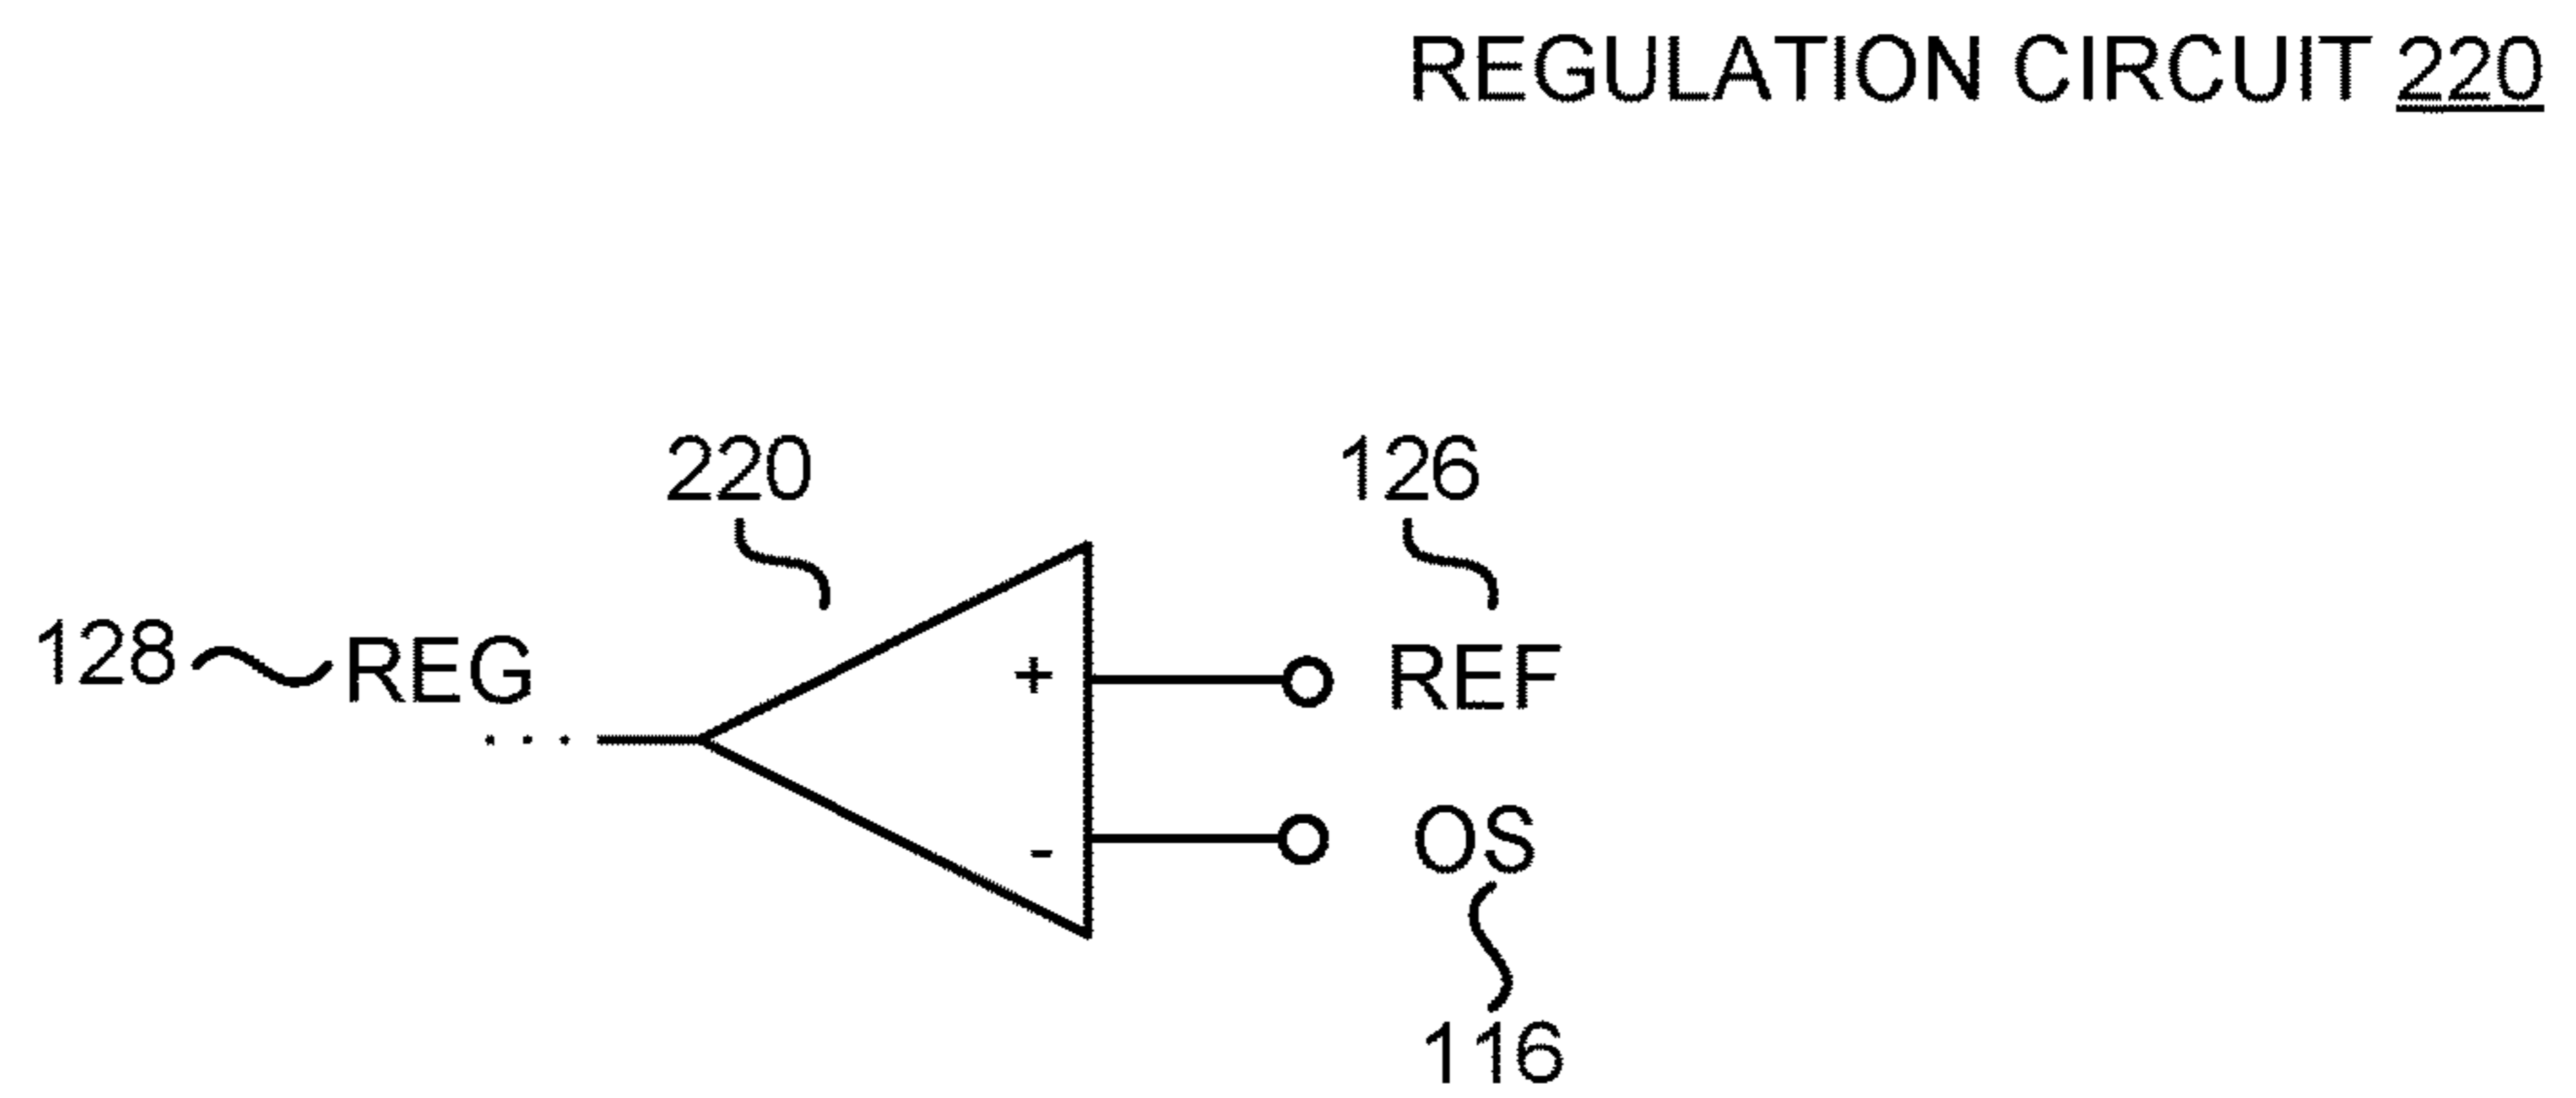 REGULATION CIRCUIT 220
220
126
128
REG
REF
+
-
OS
116